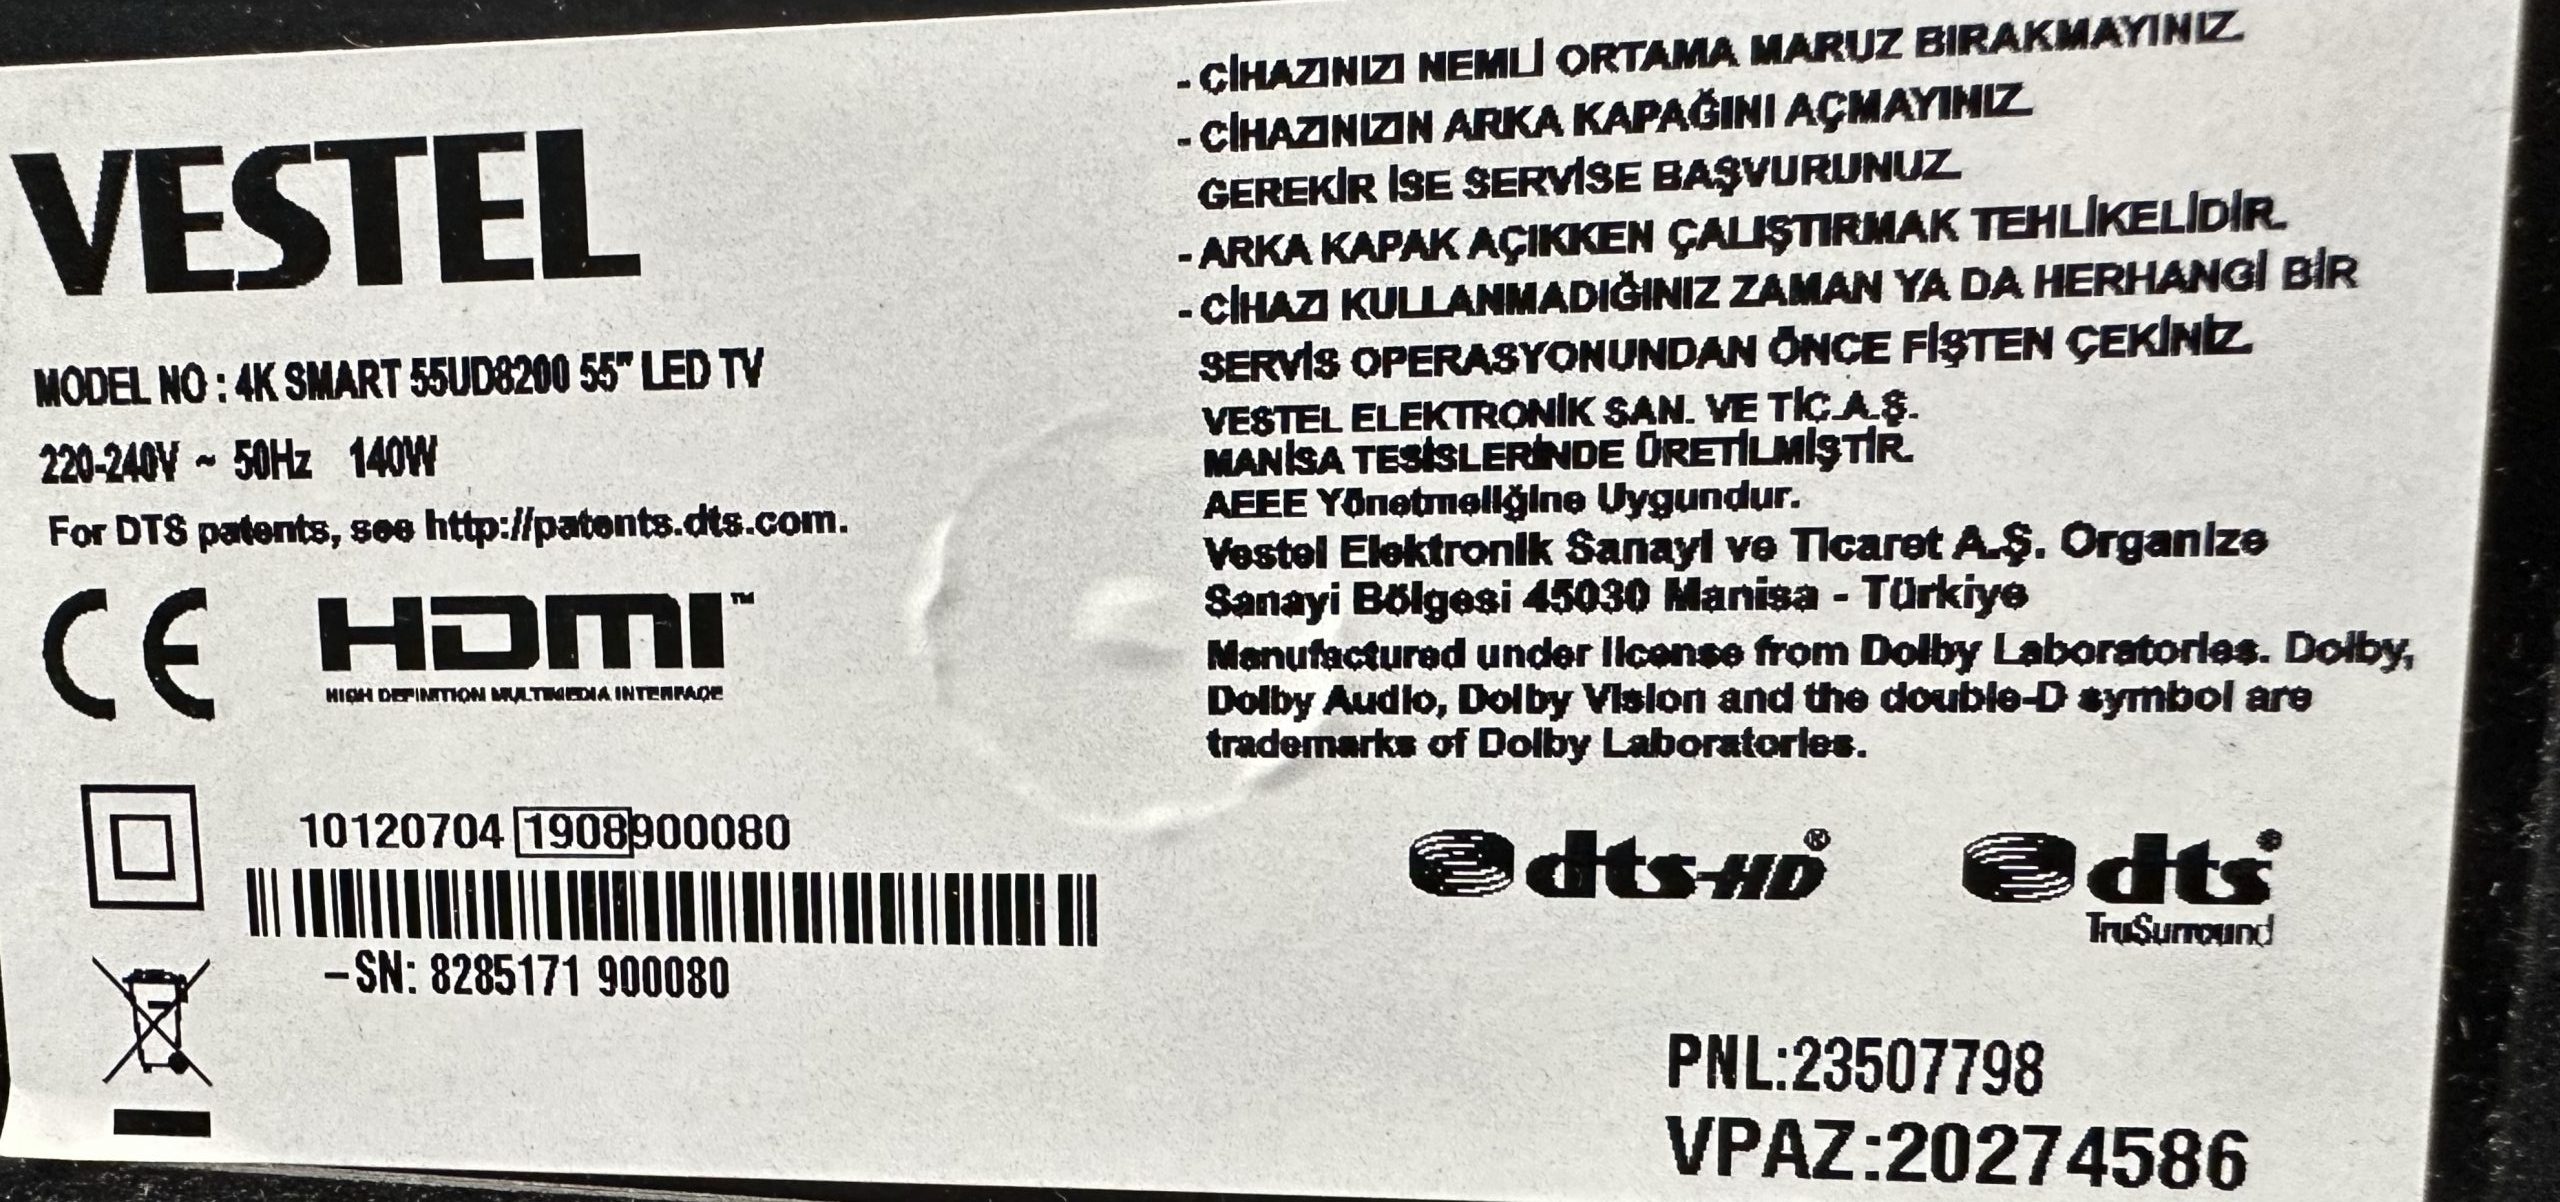 VESTEL
MODEL NO : 4K SMART 55UD8200 55" LED TV
220-240V ~ 50Hz 140W
For DTS patents, see http://patents.dts.com.
CE
HDMI™
HIGH DEFINITION MULTIMEDIA INTERFACE
10120704 1908900080
-SN: 8285171 900080
- CİHAZINIZI NEMLİ ORTAMA MARUZ BIRAKMAYINIZ.
- CİHAZINIZIN ARKA KAPAĞINI AÇMAYINIZ
GEREKİR İSE SERVİSE BAŞVURUNUZ.
- ARKA KAPAK AÇIKKEN ÇALIŞTIRMAK TEHLİKELİDİR.
- CİHAZI KULLANMADIĞINIZ ZAMAN YA DA HERHANGİ BİR
SERVİS OPERASYONUNDAN ÖNCE FİŞTEN ÇEKİNİZ.
VESTEL ELEKTRONİK SAN. VE TİC.A.Ş.
MANİSA TESİSLERİNDE ÜRETİLMİŞTİR.
AEEE Yönetmeliğine Uygundur.
Vestel Elektronik Sanayi ve Ticaret A.Ş. Organize
Sanayi Bölgesi 45030 Manisa - Türkiye
Manufactured under license from Dolby Laboratories. Dolby,
Dolby Audio, Dolby Vision and the double-D symbol are
trademarks of Dolby Laboratories.
dts-HD®
dts®
TruSurround
PNL:23507798
VPAZ:20274586